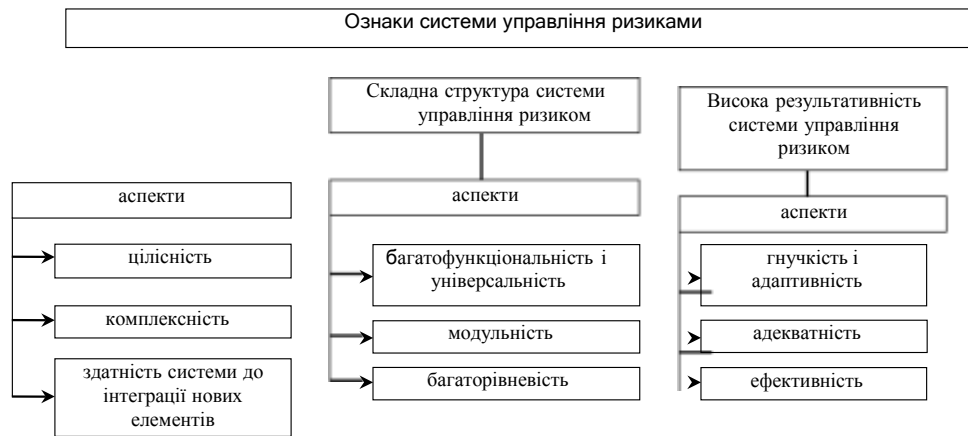 Ознаки системи управління ризиками
аспекти
цілісність
комплексність
здатність системи до
інтеграції нових
елементів
Складна структура системи
управління ризиком
аспекти
багатофункціональність і
універсальність
модульність
багаторівневість
Висока результативність
системи управління
ризиком
аспекти
гнучкість і
адаптивність
адекватність
ефективність